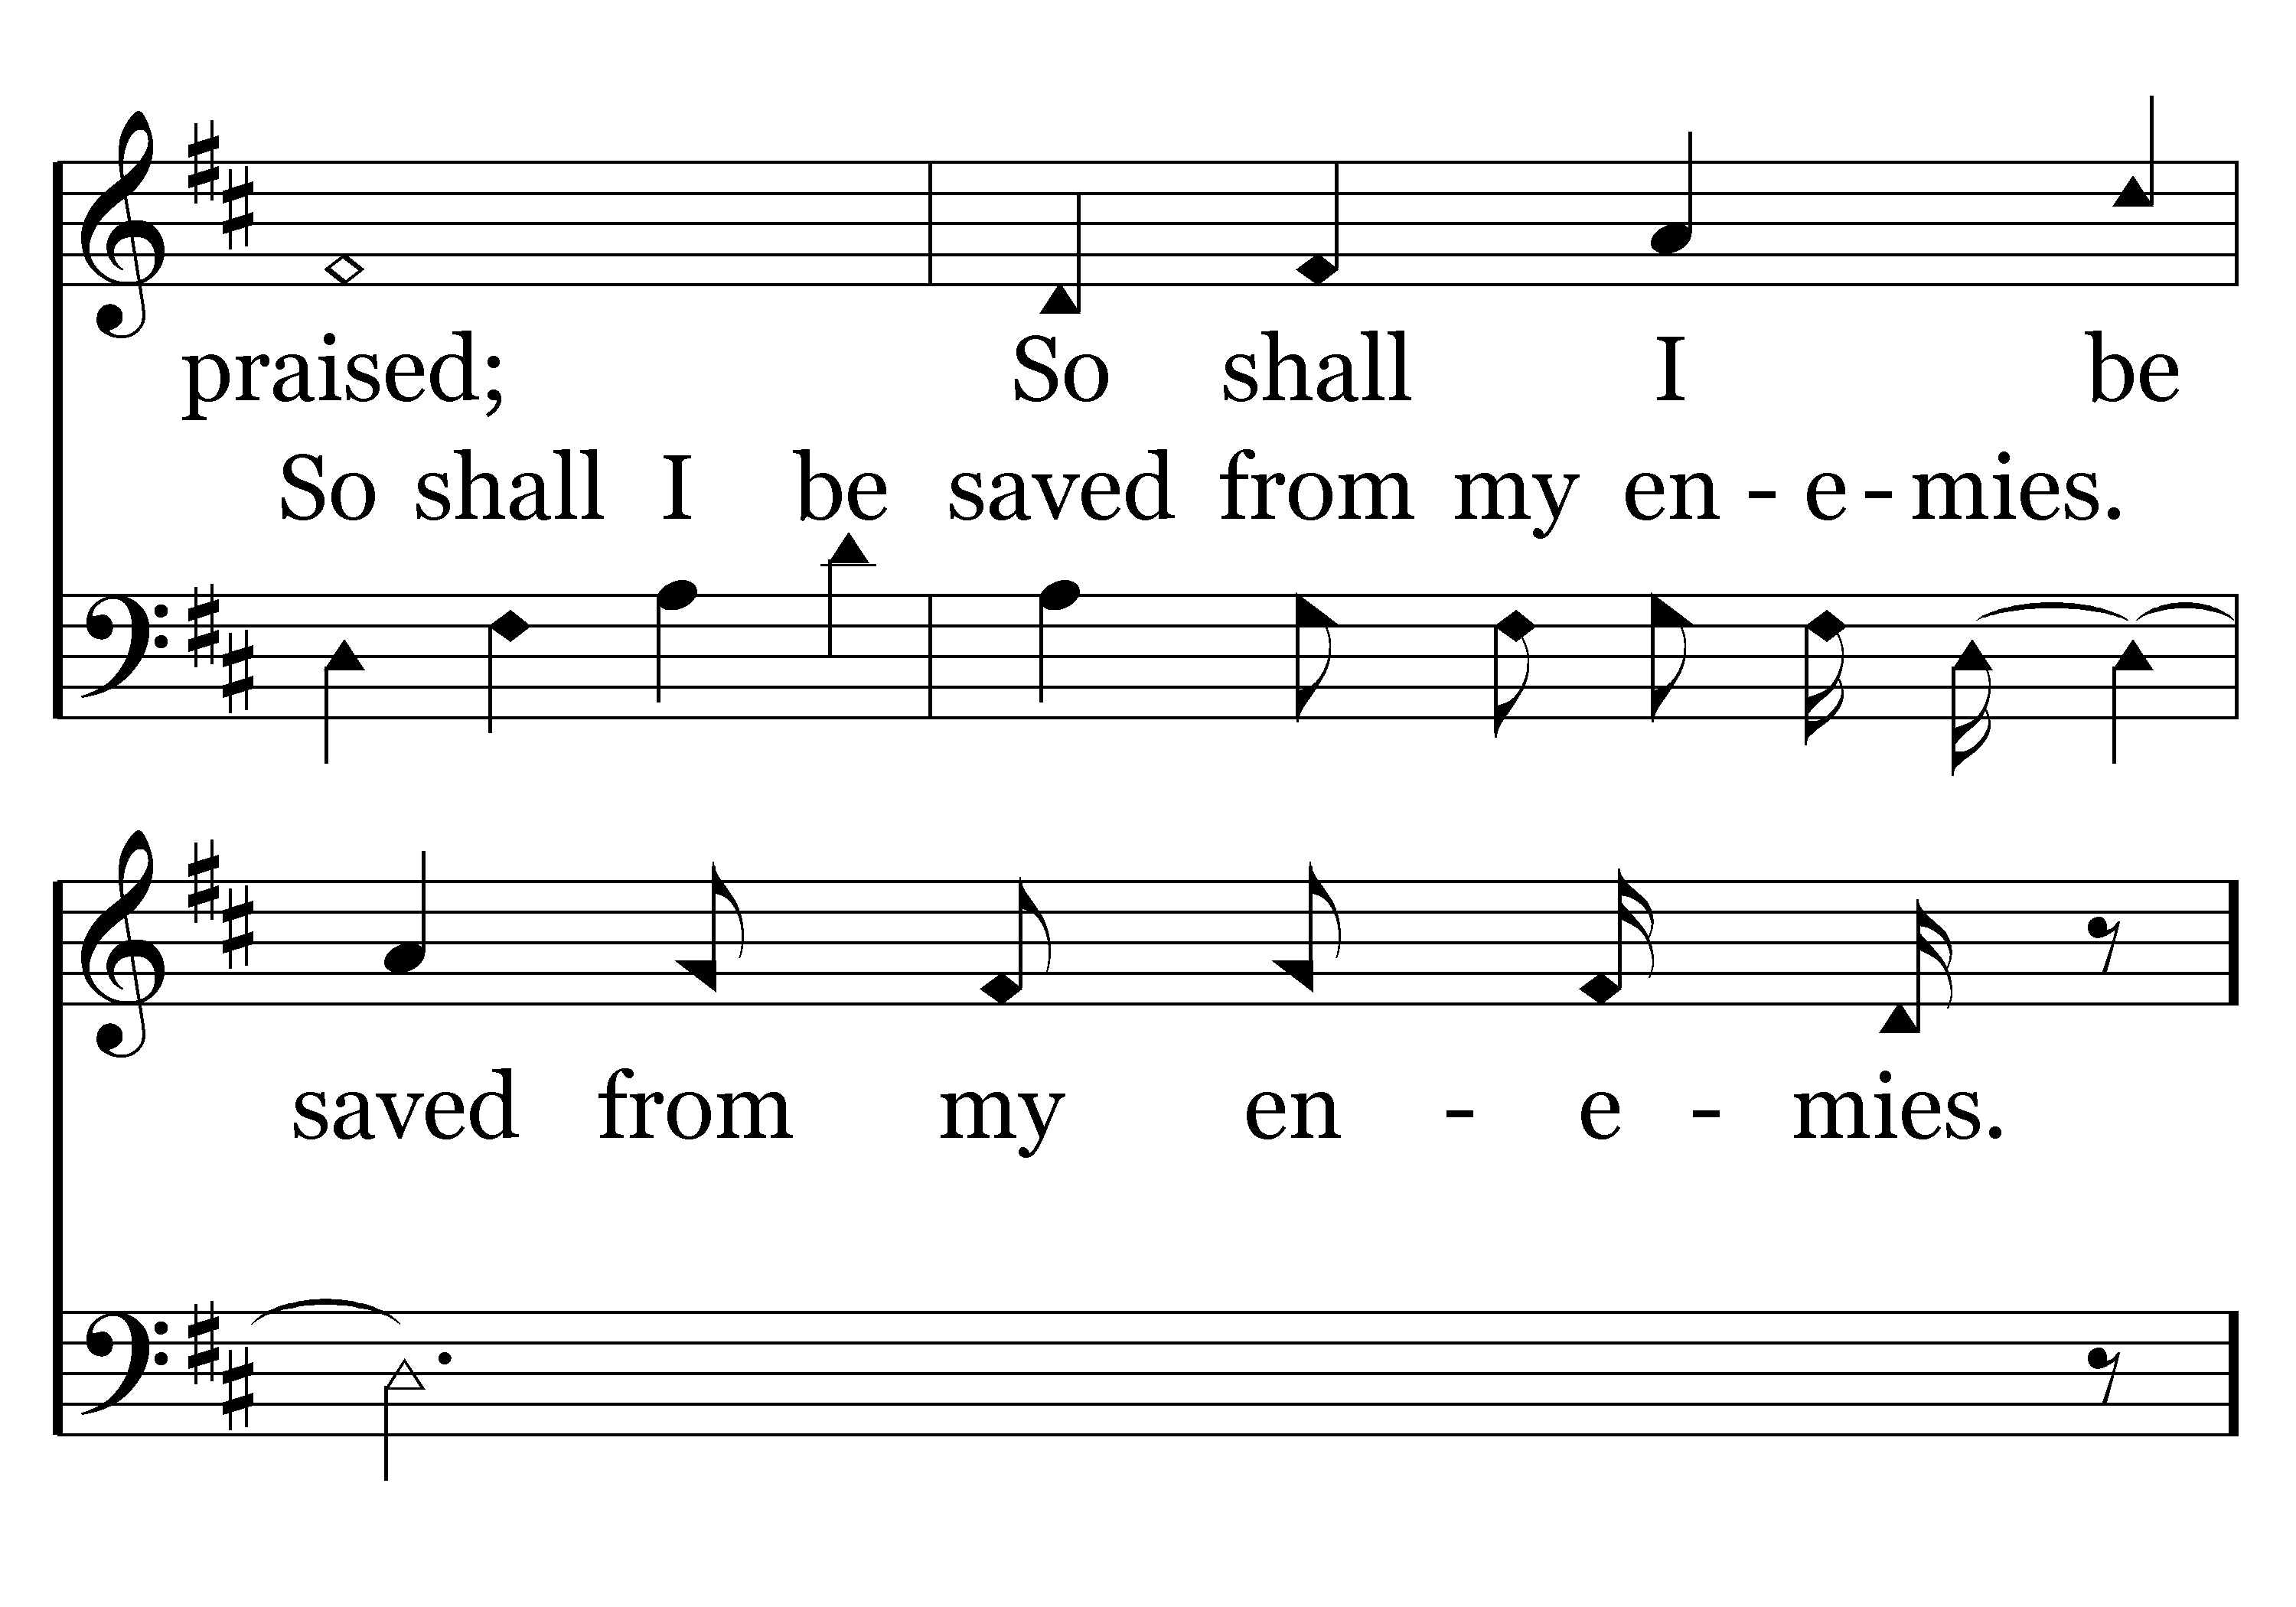 praised; So shall I be
So shall I be saved from my en - e - mies.
saved from my en - e - mies.